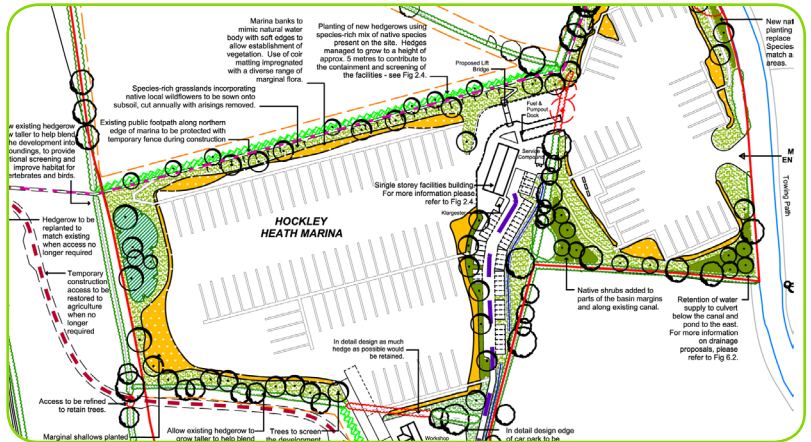 Marina banks to
mimic natural water
body with soft edges to
allow establishment of
vegetation. Use of coir
matting impregnated
with a diverse range of
marginal flora.
Planting of new hedgerows using
species-rich mix of native species
present on the site. Hedges
managed to grow to a height of
approx. 5 metres to contribute to
the containment and screening of
the facilities - see Fig 2.4.
Proposed Lift
Bridge
New nat
planting
replace
Species
match a
areas.
Species-rich grasslands incorporating
native local wildflowers to be sown onto
subsoil, cut annually with arisings removed.
Fuel &
Pumpout
Dock
Existing public footpath along northern
edge of marina to be protected with
temporary fence during construction
w existing hedgerow
w taller to help blend
he development into
oundings, to provide
tional screening and
improve habitat for
ertebrates and birds.
Service
Compound
M
EN
Towing Path
Single storey facilities building
For more information please
refer to Fig 2.4.
Klargester
HOCKLEY
HEATH MARINA
Hedgerow to be
replanted to
match existing
when access no
longer required
Temporary
construction
access to be
restored to
agriculture
when no
longer
required
Native shrubs added to
parts of the basin margins
and along existing canal.
Retention of water
supply to culvert
below the canal and
pond to the east.
For more information
on drainage
proposals, please
refer to Fig 6.2.
In detail design as much
hedge as possible would
be retained.
Access to be refined
to retain trees.
Marginal shallows planted
Allow existing hedgerow to
grow taller to help blend
Trees to screen
the development
Workshop
In detail design edge
of car park to be